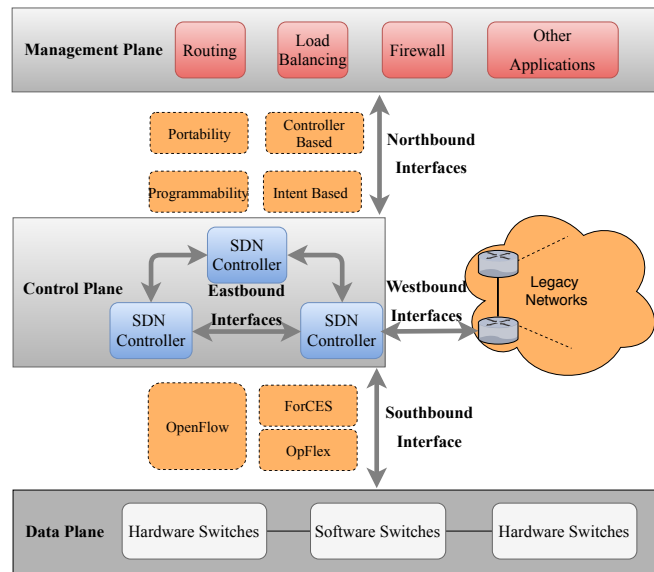 Management Plane
Routing
Load
Balancing
Firewall
Other
Applications
Portability
Controller
Based
Northbound
Interfaces
Programmability
Intent Based
Control Plane
SDN
Controller
Eastbound
Interfaces
SDN
Controller
SDN
Controller
Westbound
Interfaces
Legacy
Networks
OpenFlow
ForCES
OpFlex
Southbound
Interface
Data Plane
Hardware Switches
Software Switches
Hardware Switches